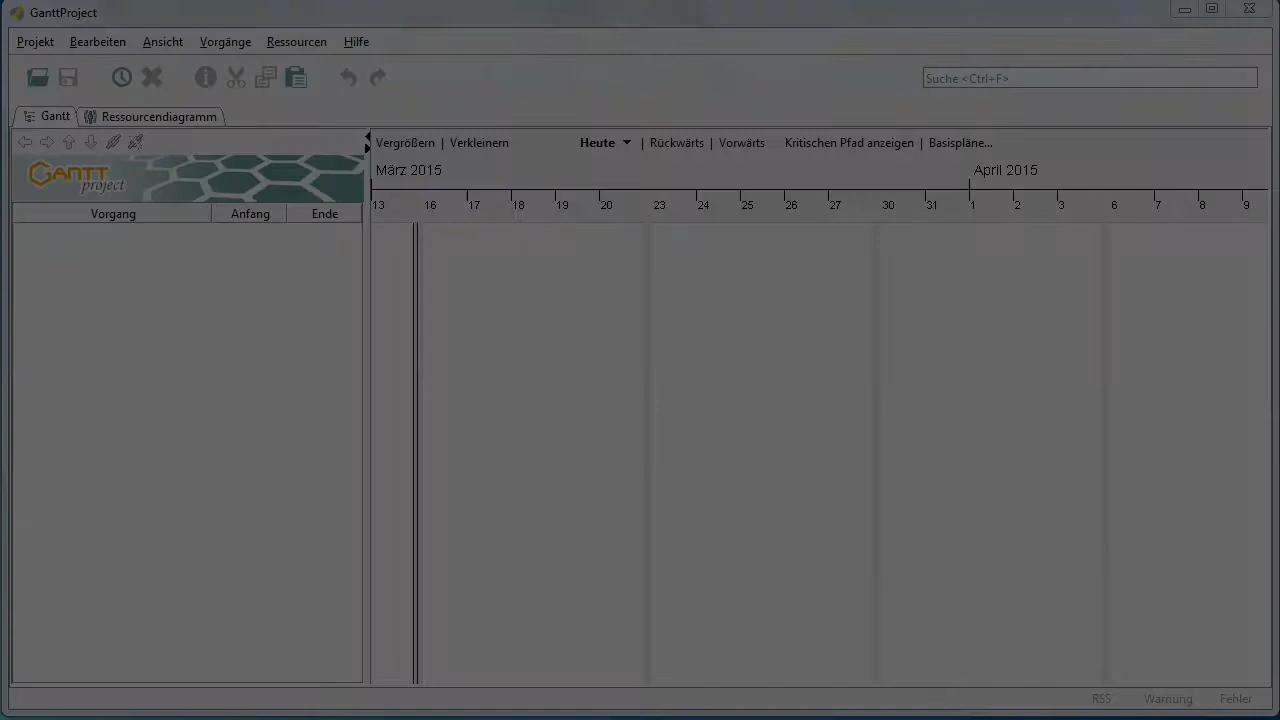 GanttProject
Projekt Bearbeiten Ansicht Vorgänge Ressourcen Hilfe
Suche <Ctrl+F>
Gantt Ressourcendiagramm
Vergrößern | Verkleinern Heute | Rückwärts | Vorwärts Kritischen Pfad anzeigen | Basispläne...
GANTT
project
März 2015 April 2015
13 16 17 18 19 20 23 24 25 26 27 30 31 1 2 3 6 7 8 9
Vorgang Anfang Ende
RSS Warnung Fehler